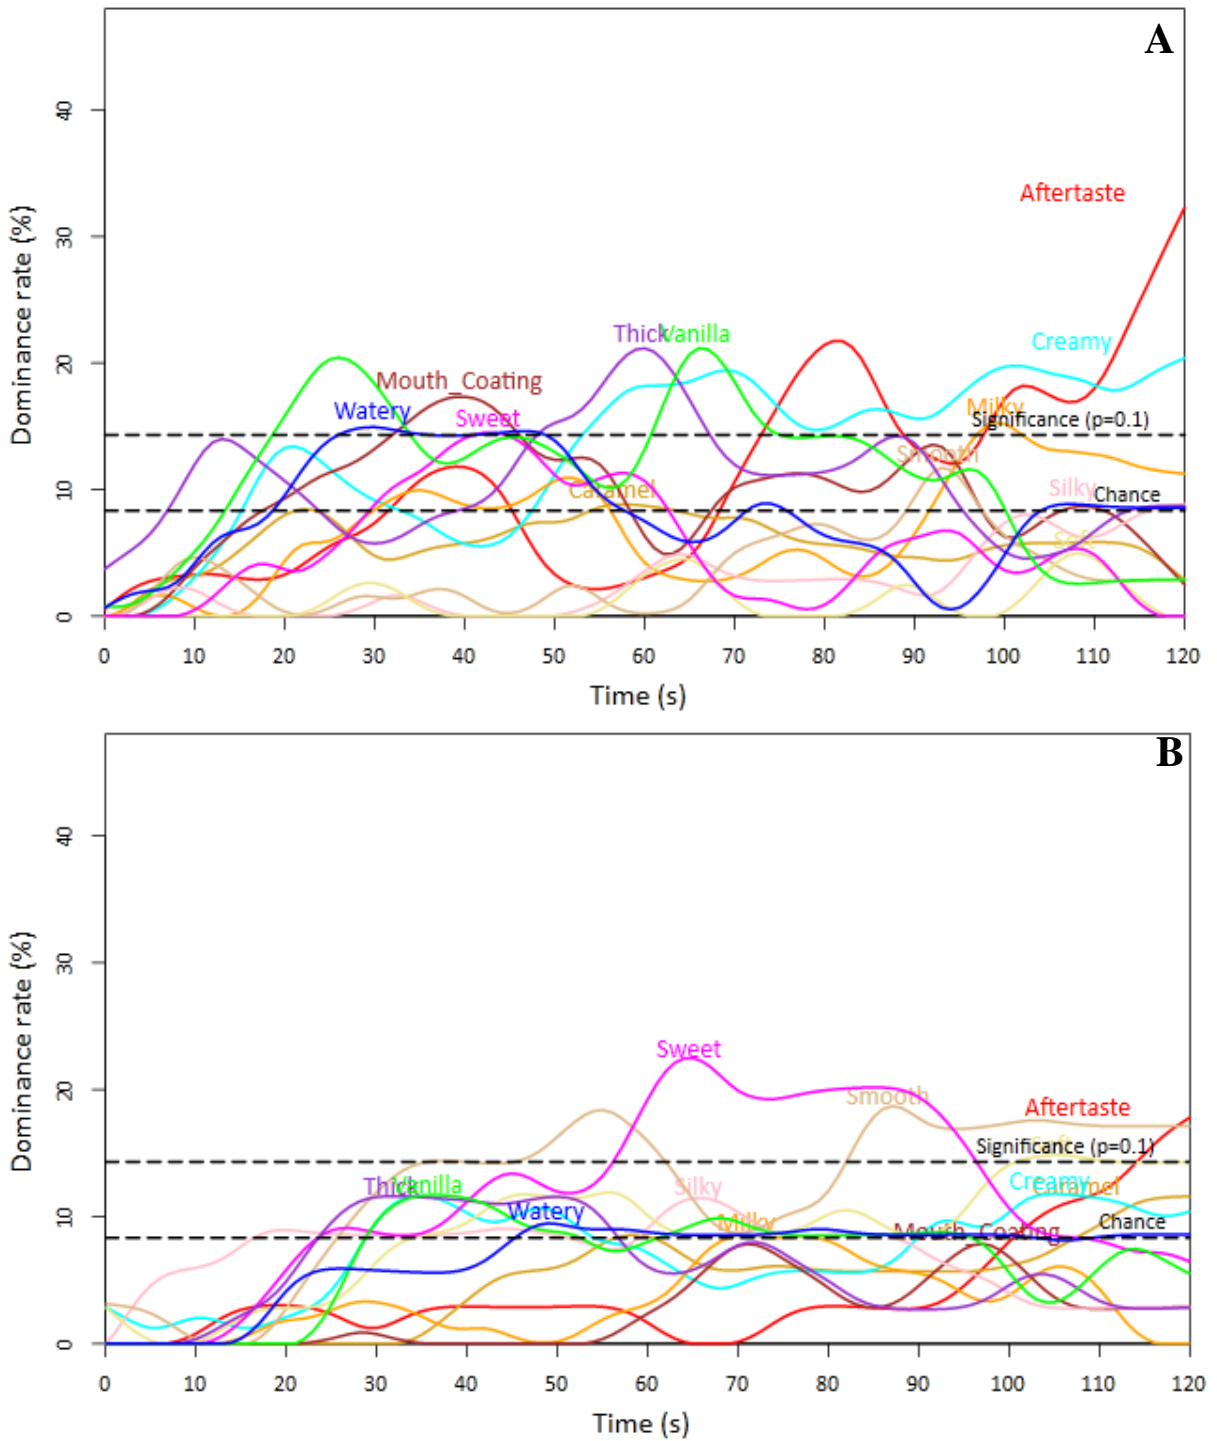 A
Dominance rate (%)
40
30
20
10
0
Aftertaste
Creamy
Thick
Vanilla
Mouth_Coating
Watery
Sweet
Milky
Significance (p=0.1)
Smooth
Caramel
Silky
Chance
Soft
0 10 20 30 40 50 60 70 80 90 100 110 120
Time (s)
B
Dominance rate (%)
40
30
20
10
0
Sweet
Smooth
Aftertaste
Significance (p=0.1)
Soft
Thick
Vanilla
Silky
Creamy
Caramel
Watery
Milky
Mouth_Coating
Chance
0 10 20 30 40 50 60 70 80 90 100 110 120
Time (s)